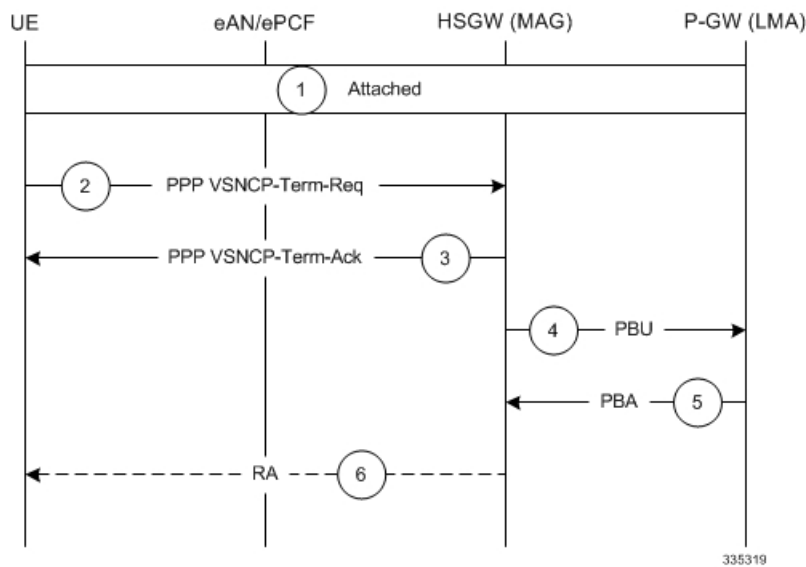 UE eAN/ePCF HSGW (MAG) P-GW (LMA)
1 Attached
2 PPP VSNCP-Term-Req
PPP VSNCP-Term-Ack 3
4 PBU
PBA 5
RA 6
335319